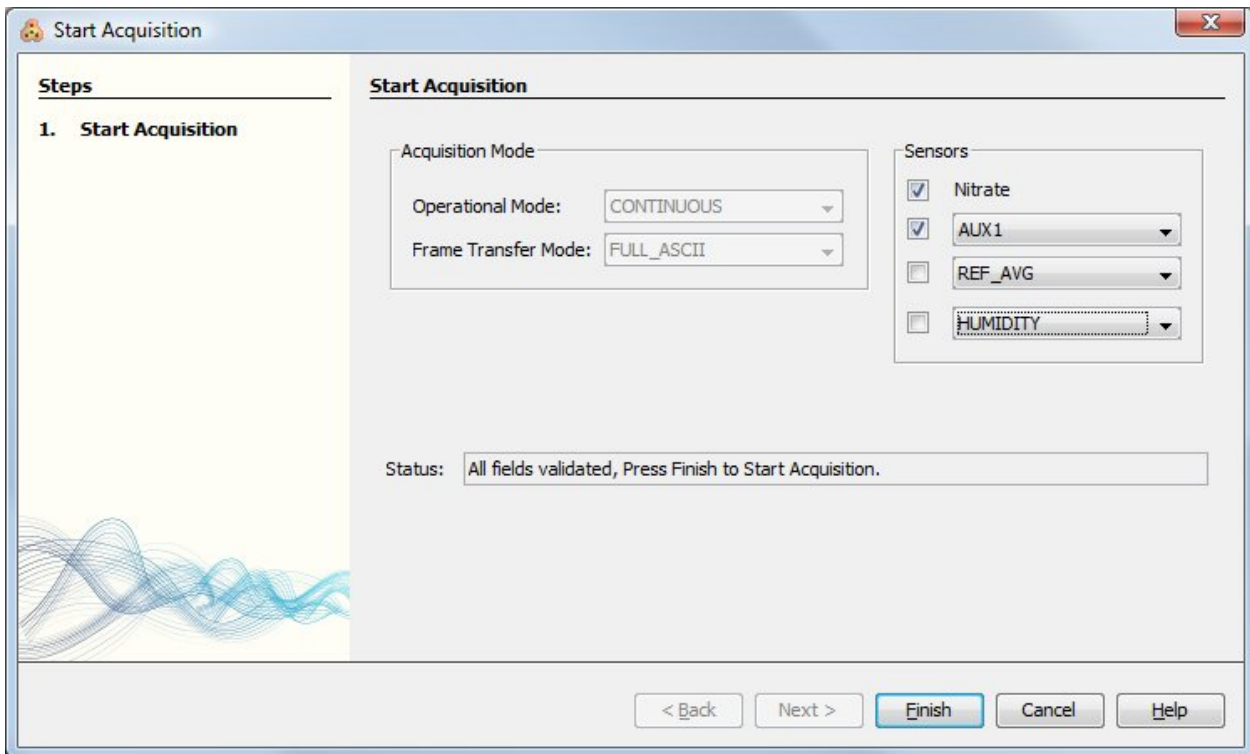 Start Acquisition
Steps
1. Start Acquisition
Start Acquisition
Acquisition Mode
Operational Mode: CONTINUOUS
Frame Transfer Mode: FULL_ASCII
Sensors
Nitrate
AUX1
REF_AVG
HUMIDITY
Status: All fields validated, Press Finish to Start Acquisition.
< Back Next > Finish Cancel Help